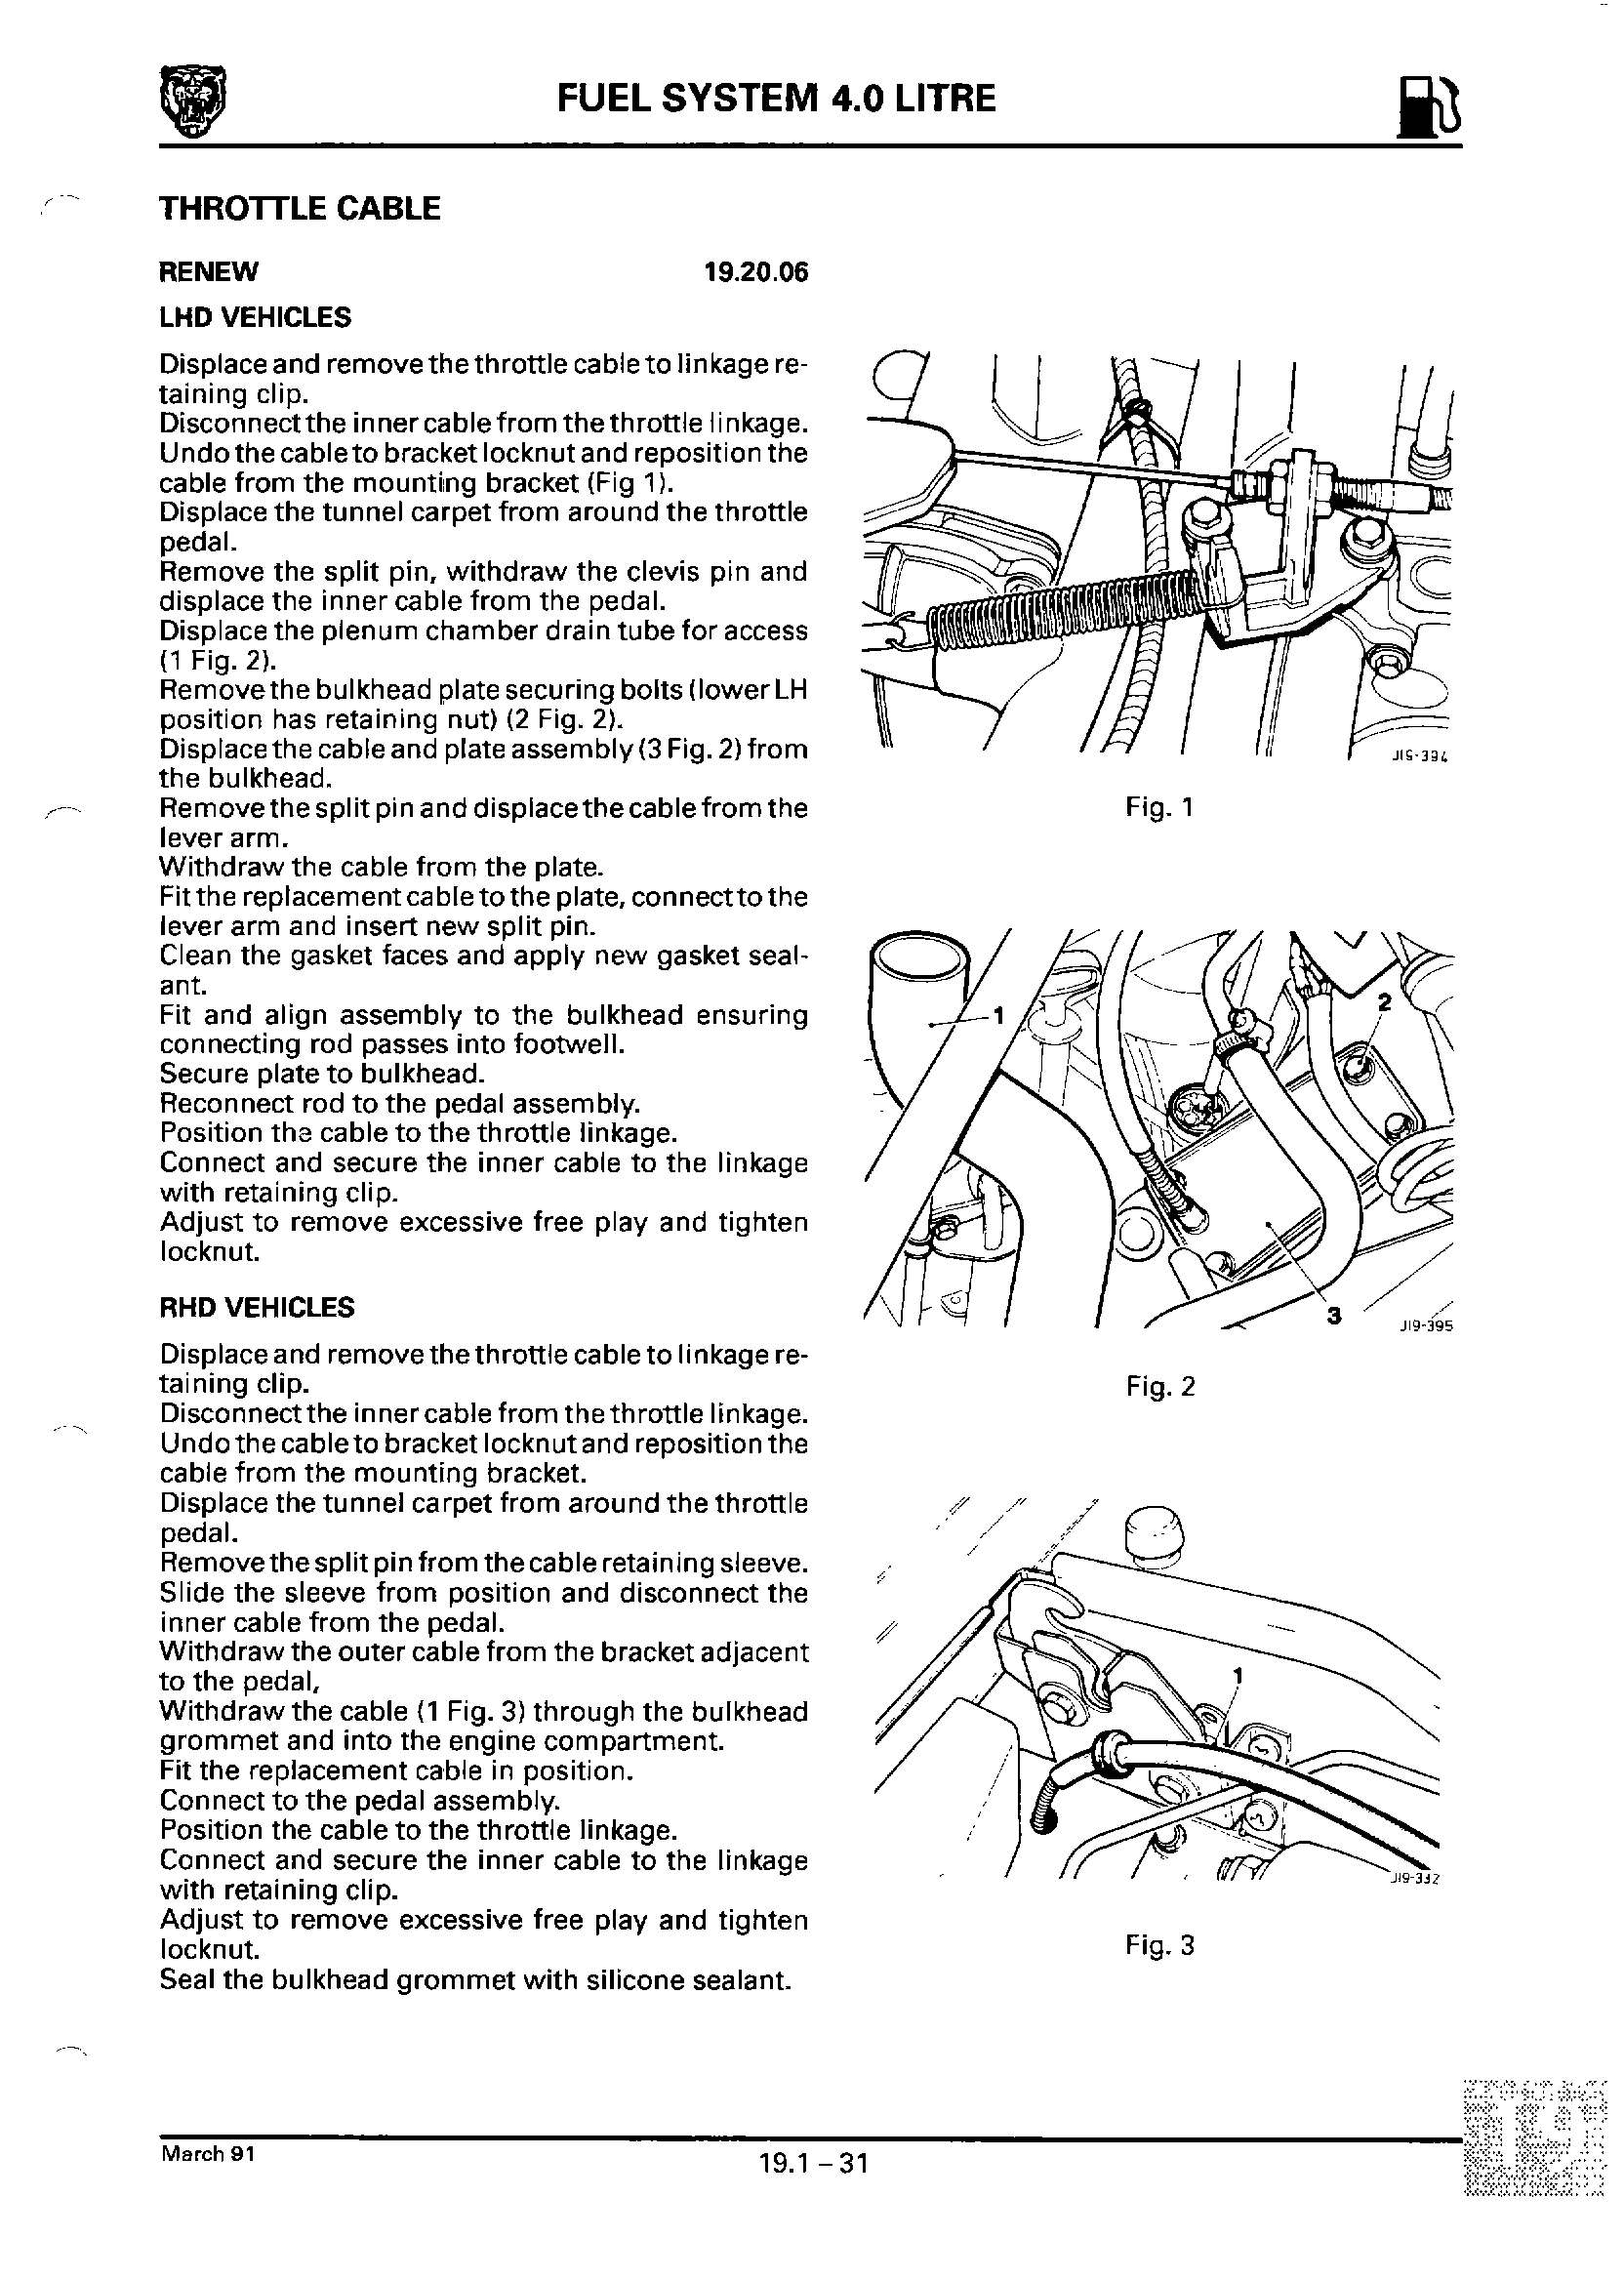 FUEL SYSTEM 4.0 LITRE
THROTTLE CABLE
RENEW 19.20.06
LHD VEHICLES
Displace and remove the throttle cable to linkage re-
taining clip.
Disconnect the inner cable from the throttle linkage.
Undo the cable to bracket locknut and reposition the
cable from the mounting bracket (Fig 1).
Displace the tunnel carpet from around the throttle
pedal.
Remove the split pin, withdraw the clevis pin and
displace the inner cable from the pedal.
Displace the plenum chamber drain tube for access
(1 Fig. 2).
Remove the bulkhead plate securing bolts (lower LH
position has retaining nut) (2 Fig. 2).
Displace the cable and plate assembly (3 Fig. 2) from
the bulkhead.
Remove the split pin and displace the cable from the
lever arm.
Withdraw the cable from the plate.
Fit the replacement cable to the plate, connect to the
lever arm and insert new split pin.
Clean the gasket faces and apply new gasket seal-
ant.
Fit and align assembly to the bulkhead ensuring
connecting rod passes into footwell.
Secure plate to bulkhead.
Reconnect rod to the pedal assembly.
Position the cable to the throttle linkage.
Connect and secure the inner cable to the linkage
with retaining clip.
Adjust to remove excessive free play and tighten
locknut.
RHD VEHICLES
Displace and remove the throttle cable to linkage re-
taining clip.
Disconnect the inner cable from the throttle linkage.
Undo the cable to bracket locknut and reposition the
cable from the mounting bracket.
Displace the tunnel carpet from around the throttle
pedal.
Remove the split pin from the cable retaining sleeve.
Slide the sleeve from position and disconnect the
inner cable from the pedal.
Withdraw the outer cable from the bracket adjacent
to the pedal,
Withdraw the cable (1 Fig. 3) through the bulkhead
grommet and into the engine compartment.
Fit the replacement cable in position.
Connect to the pedal assembly.
Position the cable to the throttle linkage.
Connect and secure the inner cable to the linkage
with retaining clip.
Adjust to remove excessive free play and tighten
locknut.
Seal the bulkhead grommet with silicone sealant.
J19-394
Fig. 1
1
2
3
J19-395
Fig. 2
1
J19-332
Fig. 3
March 91
19.1 – 31
19